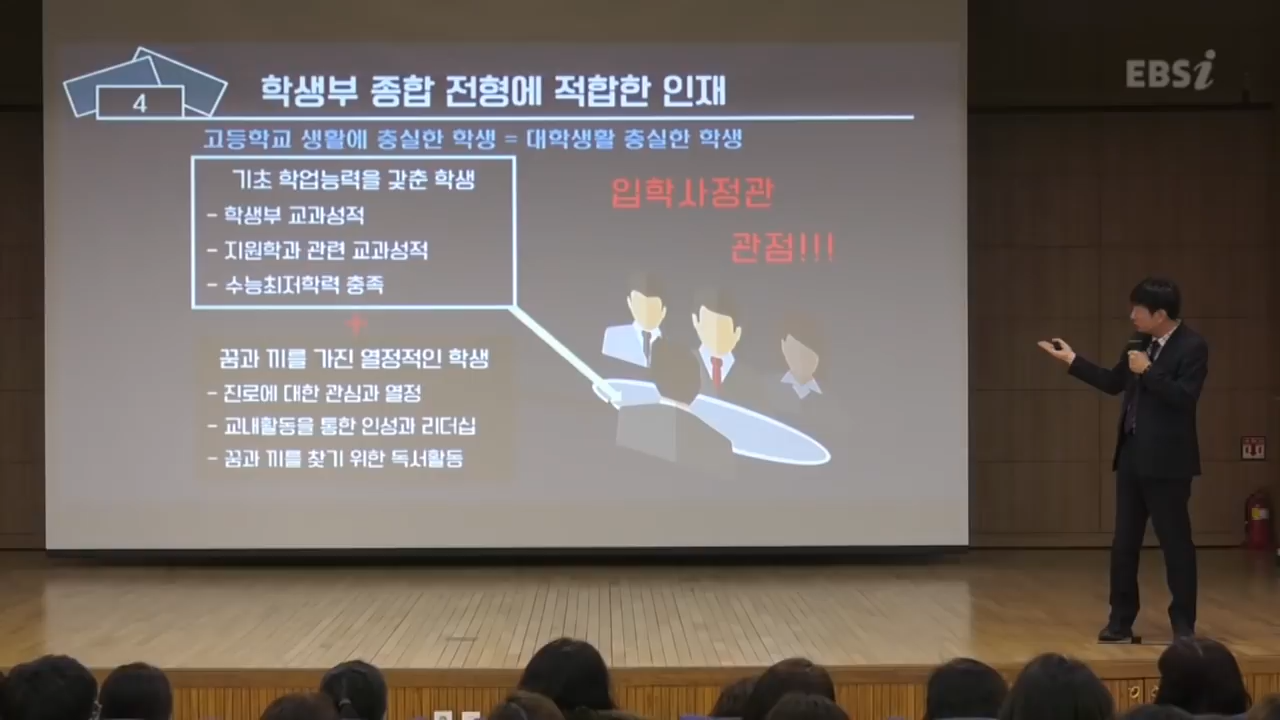 EBSi
4
학생부 종합 전형에 적합한 인재
고등학교 생활에 충실한 학생 = 대학생활 충실한 학생
기초 학업능력을 갖춘 학생
- 학생부 교과성적
- 지원학과 관련 교과성적
- 수능최저학력 충족
+
꿈과 끼를 가진 열정적인 학생
- 진로에 대한 관심과 열정
- 교내활동을 통한 인성과 리더십
- 꿈과 끼를 찾기 위한 독서활동
입학사정관
관점!!!